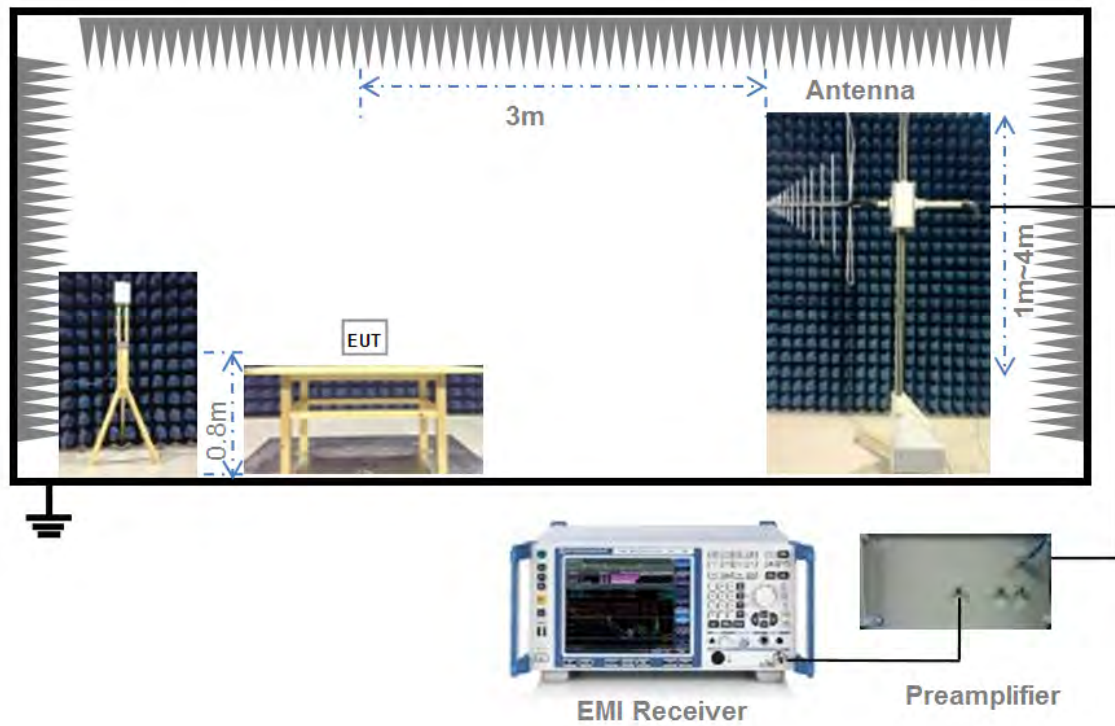 Antenna
3m
1m~4m
EUT
0.8m
EMI Receiver
Preamplifier